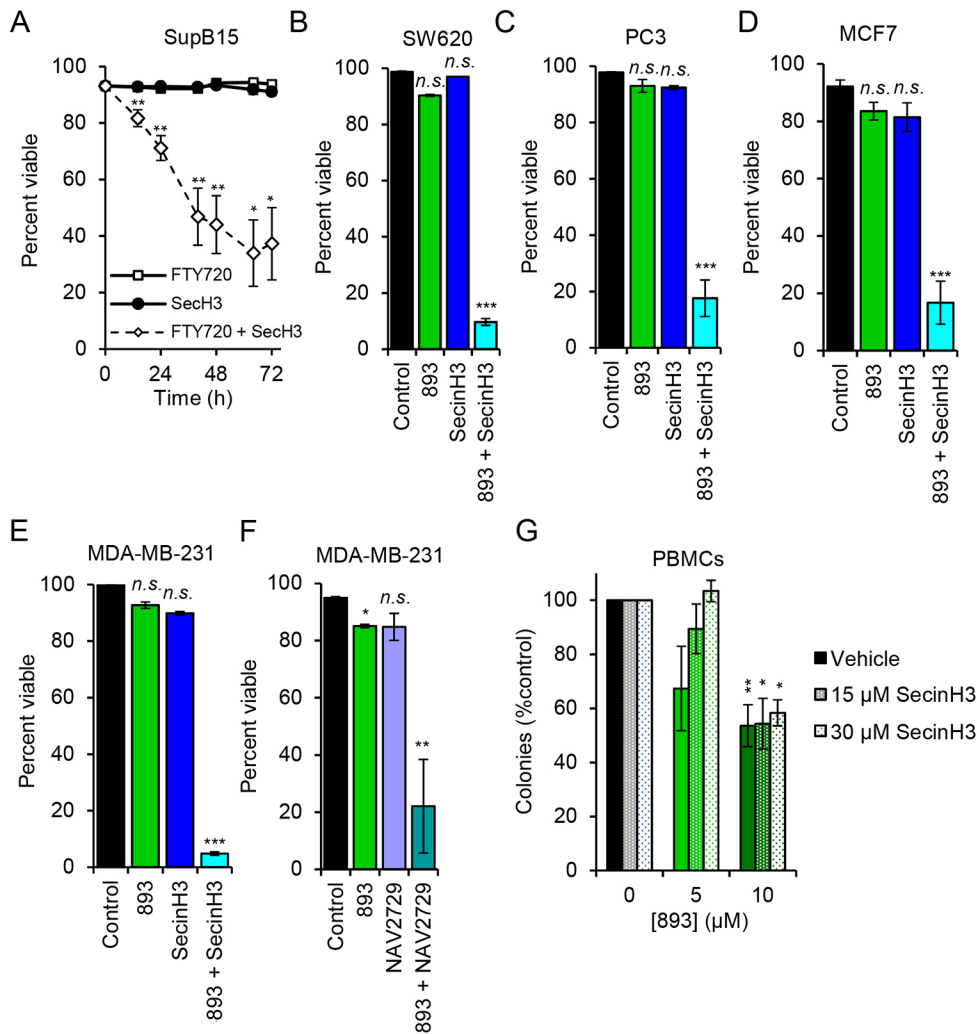 A
SupB15
Percent viable
100
80
60
40
20
0
**
**
**
**
*
*
FTY720
SecH3
FTY720 + SecH3
0
24
48
72
Time (h)
B
SW620
Percent viable
100
80
60
40
20
0
n.s.
n.s.
***
Control
893
SecinH3
893 + SecinH3
C
PC3
Percent viable
100
80
60
40
20
0
n.s.
n.s.
***
Control
893
SecinH3
893 + SecinH3
D
MCF7
Percent viable
100
80
60
40
20
0
n.s.
n.s.
***
Control
893
SecinH3
893 + SecinH3
E
MDA-MB-231
Percent viable
100
80
60
40
20
0
n.s.
n.s.
***
Control
893
SecinH3
893 + SecinH3
F
MDA-MB-231
Percent viable
100
80
60
40
20
0
*
n.s.
**
Control
893
NAV2729
893 + NAV2729
G
PBMCs
Colonies (%control)
100
80
60
40
20
0
**
*
*
0
5
10
[893] (µM)
Vehicle
15 µM SecinH3
30 µM SecinH3